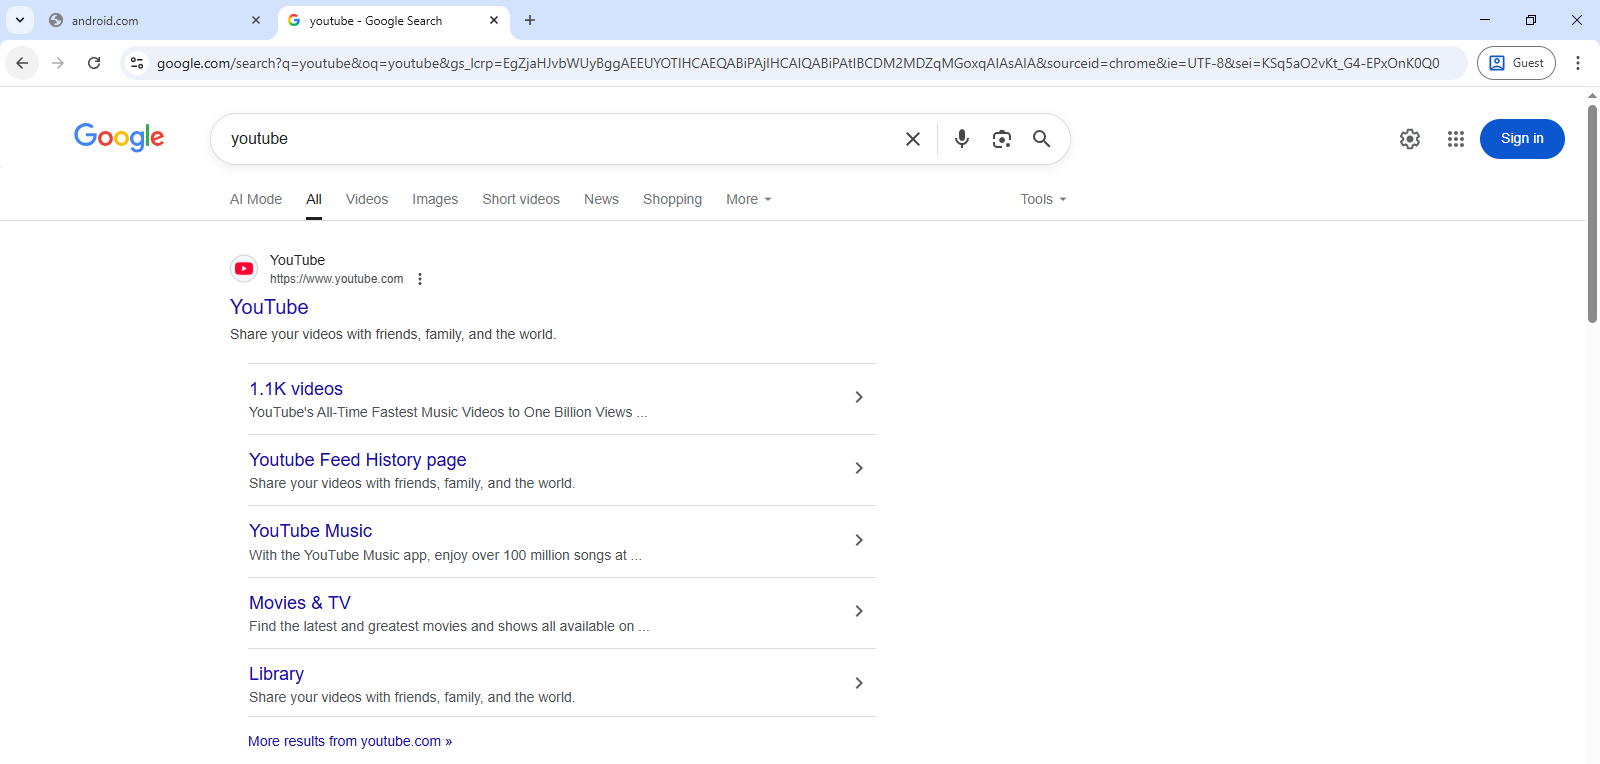 android.com
youtube - Google Search
google.com/search?q=youtube&oq=youtube&gs_lcrp=EgZjaHJvbWUyBggAEEUYOTIHCAEQABiPAjIHCAIQABiPAtIBCDM2MDZqMGoxqAIAsAIA&sourceid=chrome&ie=UTF-8&sei=KSq5aO2vKt_G4-EPxOnK0Q0
Guest
Google
youtube
Sign in
AI Mode
All
Videos
Images
Short videos
News
Shopping
More
Tools
YouTube
https://www.youtube.com
YouTube
Share your videos with friends, family, and the world.
1.1K videos
YouTube's All-Time Fastest Music Videos to One Billion Views ...
Youtube Feed History page
Share your videos with friends, family, and the world.
YouTube Music
With the YouTube Music app, enjoy over 100 million songs at ...
Movies & TV
Find the latest and greatest movies and shows all available on ...
Library
Share your videos with friends, family, and the world.
More results from youtube.com »